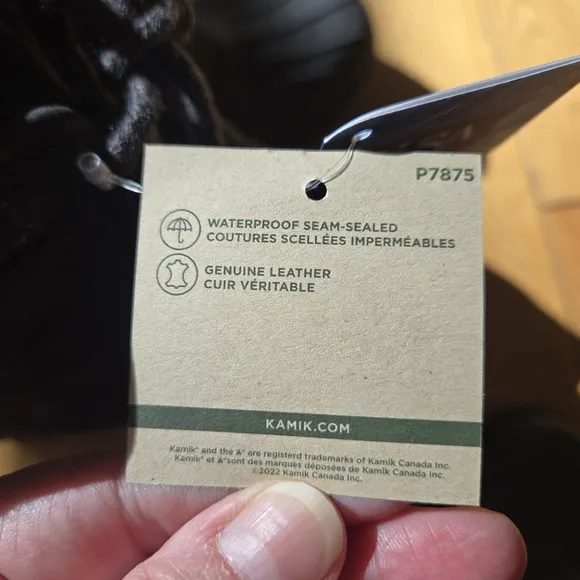 P7875
WATERPROOF SEAM-SEALED
COUTURES SCELLÉES IMPERMÉABLES
GENUINE LEATHER
CUIR VÉRITABLE
KAMIK.COM
Kamik® and the ▲® are registerd trademarks of Kamik Canada Inc.
Kamik® et ▲®sont des marques déposées de Kamik Canada Inc.
©2022 Kamik Canada Inc.